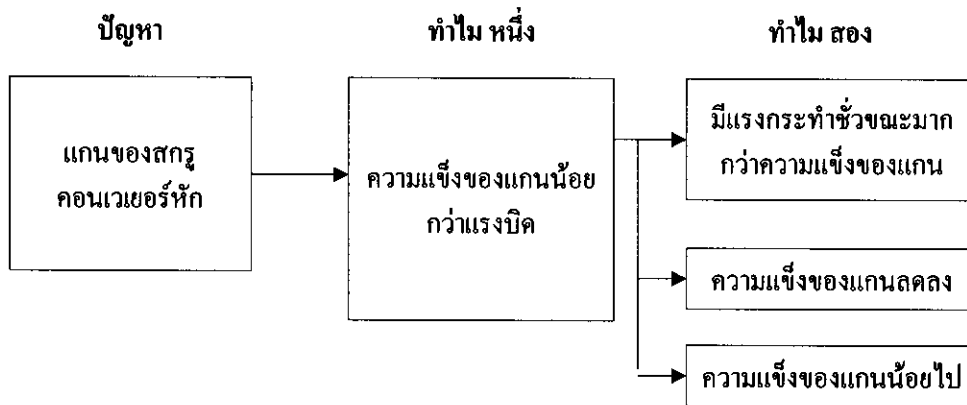 ปัญหา
ทำไม หนึ่ง
ทำไม สอง
แกนของสกรู
คอนเวเยอร์หัก
ความแข็งของแกนน้อย
กว่าแรงบิด
มีแรงกระทำชั่วขณะมาก
กว่าความแข็งของแกน
ความแข็งของแกนลดลง
ความแข็งของแกนน้อยไป